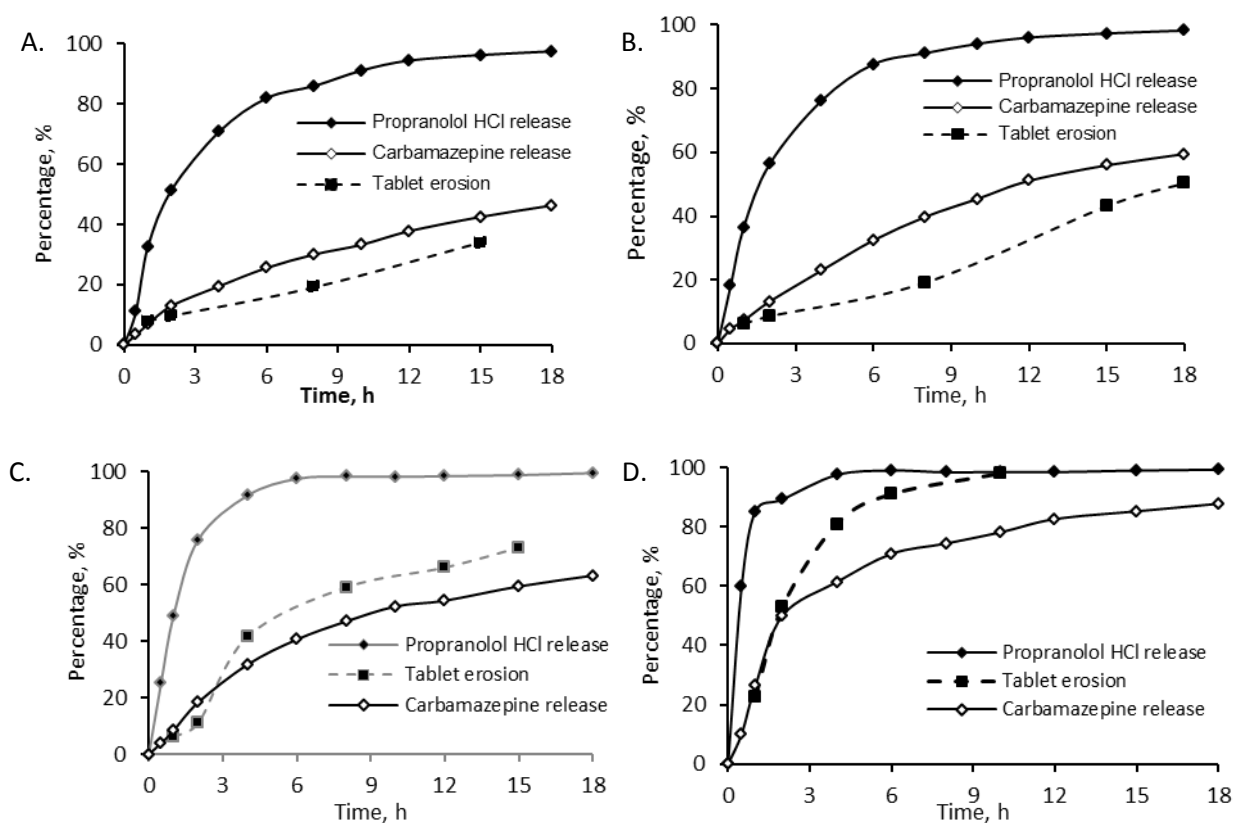 A.
100
80
60
40
20
0
Percentage, %
Propranolol HCl release
Carbamazepine release
Tablet erosion
0 3 6 9 12 15 18
Time, h
B.
100
80
60
40
20
0
Percentage, %
Propranolol HCl release
Carbamazepine release
Tablet erosion
0 3 6 9 12 15 18
Time, h
C.
100
80
60
40
20
0
Percentage, %
Propranolol HCl release
Tablet erosion
Carbamazepine release
0 3 6 9 12 15 18
Time, h
D.
100
80
60
40
20
0
Percentage, %
Propranolol HCl release
Tablet erosion
Carbamazepine release
0 3 6 9 12 15 18
Time, h